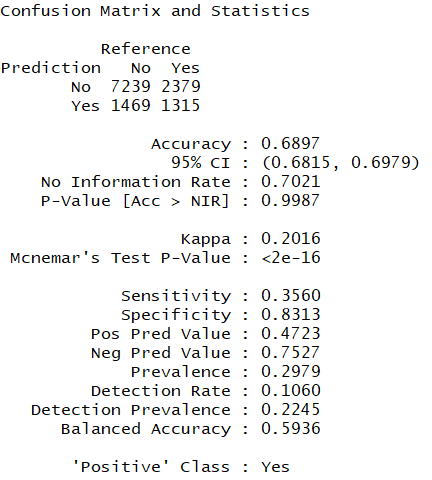 Confusion Matrix and Statistics
Reference
Prediction No Yes
No 7239 2379
Yes 1469 1315
Accuracy : 0.6897
95% CI : (0.6815, 0.6979)
No Information Rate : 0.7021
P-Value [Acc > NIR] : 0.9987
Kappa : 0.2016
Mcnemar's Test P-Value : <2e-16
Sensitivity : 0.3560
Specificity : 0.8313
Pos Pred Value : 0.4723
Neg Pred Value : 0.7527
Prevalence : 0.2979
Detection Rate : 0.1060
Detection Prevalence : 0.2245
Balanced Accuracy : 0.5936
'Positive' Class : Yes